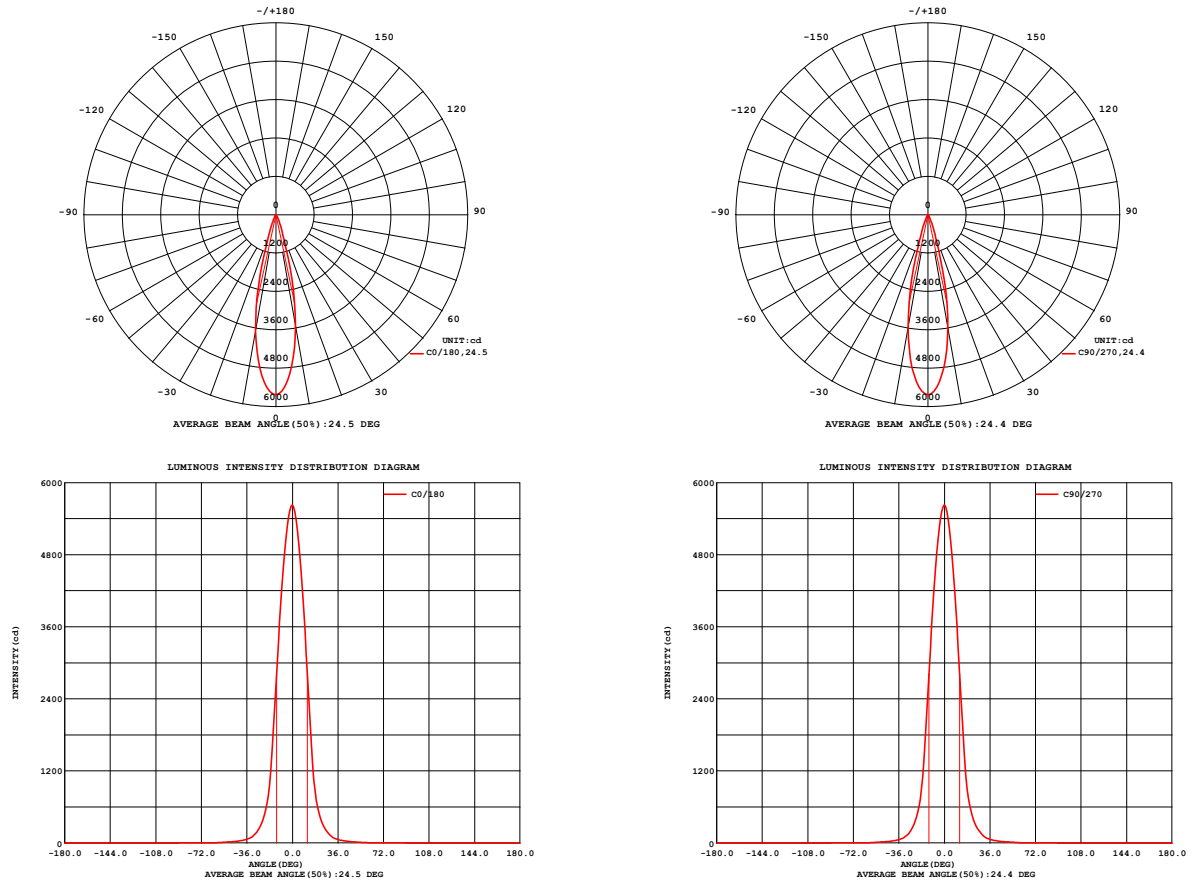 -/+180
-150
150
-120
120
-90
90
0
1200
2400
3600
4800
6000
-60
60
-30
30
0
UNIT:cd
C0/180,24.5
AVERAGE BEAM ANGLE(50%):24.5 DEG
-/+180
-150
150
-120
120
-90
90
0
1200
2400
3600
4800
6000
-60
60
-30
30
0
UNIT:cd
C90/270,24.4
AVERAGE BEAM ANGLE(50%):24.4 DEG
LUMINOUS INTENSITY DISTRIBUTION DIAGRAM
C0/180
INTENSITY(cd)
6000
4800
3600
2400
1200
0
-180.0 -144.0 -108.0 -72.0 -36.0 0.0 36.0 72.0 108.0 144.0 180.0
ANGLE(DEG)
AVERAGE BEAM ANGLE(50%):24.5 DEG
LUMINOUS INTENSITY DISTRIBUTION DIAGRAM
C90/270
INTENSITY(cd)
6000
4800
3600
2400
1200
0
-180.0 -144.0 -108.0 -72.0 -36.0 0.0 36.0 72.0 108.0 144.0 180.0
ANGLE(DEG)
AVERAGE BEAM ANGLE(50%):24.4 DEG